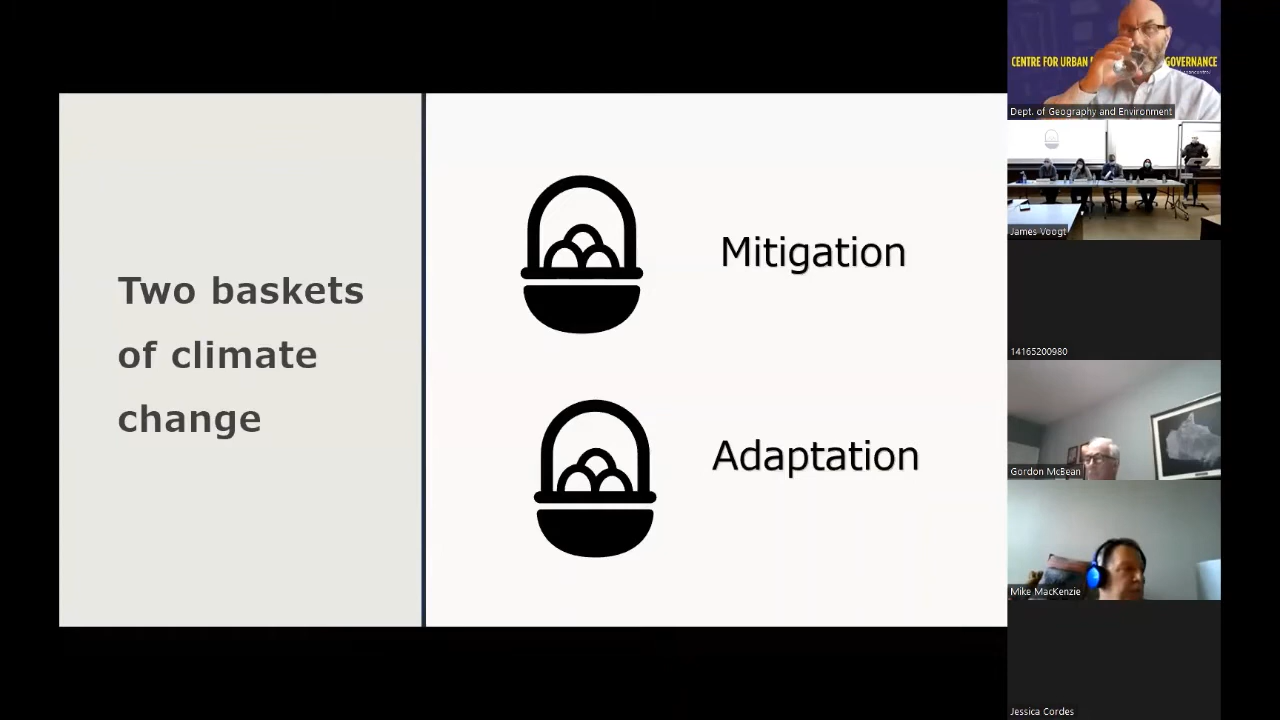 Two baskets
of climate
change
Mitigation
Adaptation
CENTRE FOR URBAN
GOVERNANCE
Dept. of Geography and Environment
James Voogt
14165200980
Gordon McBean
Mike MacKenzie
Jessica Cordes